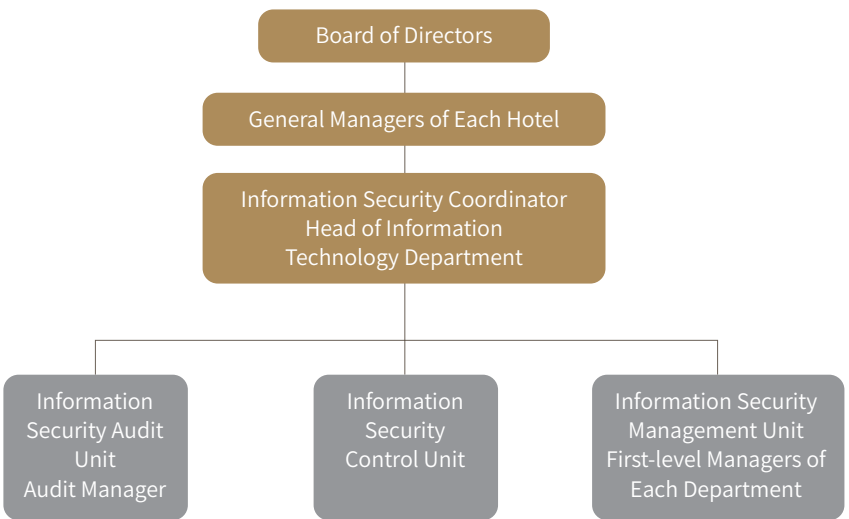 Board of Directors
General Managers of Each Hotel
Information Security Coordinator
Head of Information
Technology Department
Information
Security Audit
Unit
Audit Manager
Information
Security
Control Unit
Information Security
Management Unit
First-level Managers of
Each Department